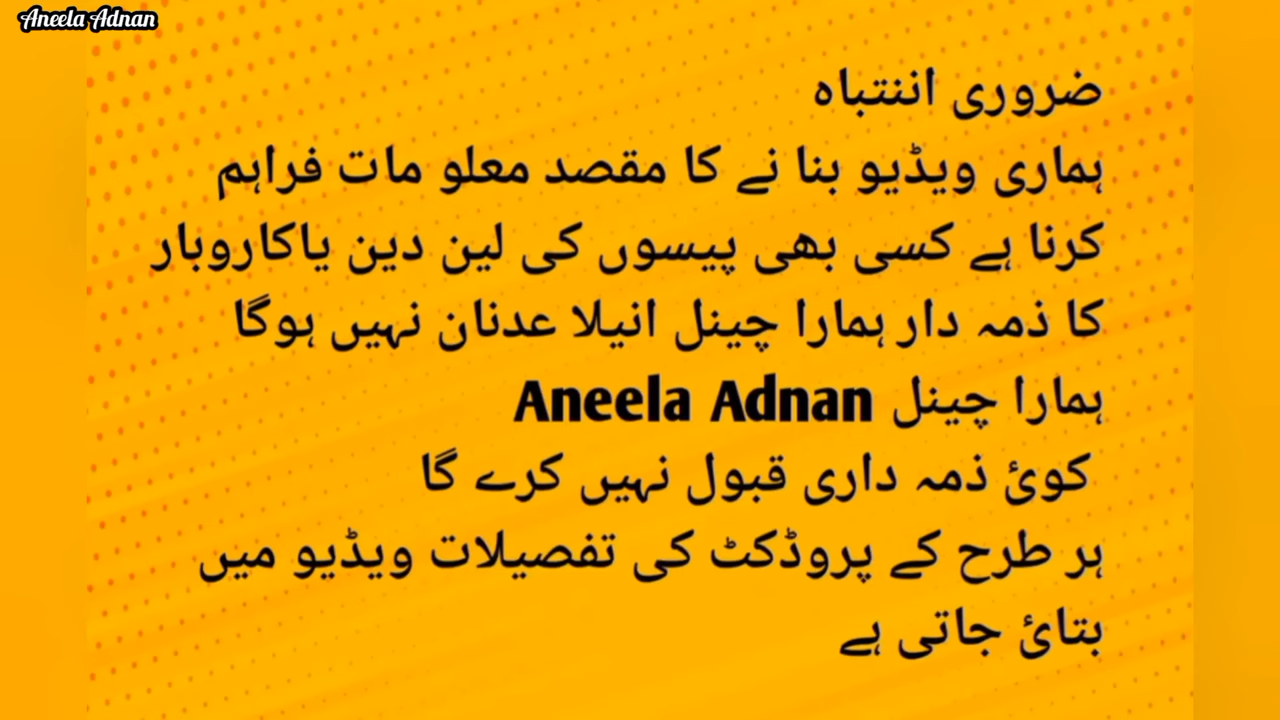 Aneela Adnan
ضروری اننتباہ
ہماری ویڈیو بنا نے کا مقصد معلو مات فراہم
کرنا ہے کسی بھی پیسوں کی لین دین یاکاروبار
کا ذمہ دار ہمارا چینل انیلا عدنان نہیں ہوگا
ہمارا چینل Aneela Adnan
کوئ ذمہ داری قبول نہیں کرے گا
ہر طرح کے پروڈکٹ کی تفصیلات ویڈیو میں
بتائ جاتی ہے